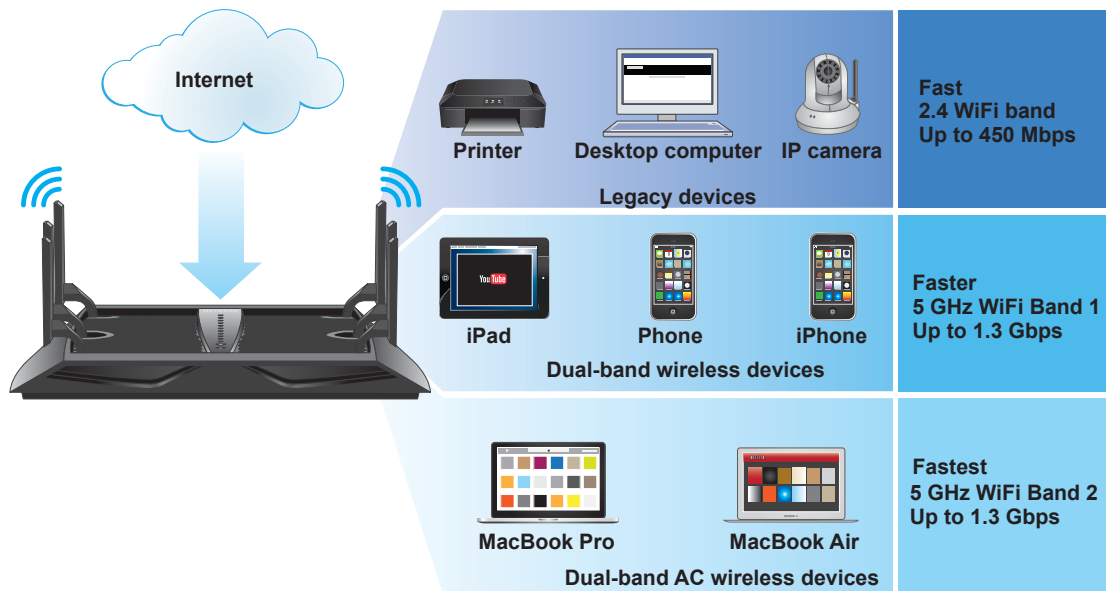 Internet
Printer
Desktop computer
IP camera
Legacy devices
Fast
2.4 WiFi band
Up to 450 Mbps
YouTube
iPad
Phone
iPhone
Dual-band wireless devices
Faster
5 GHz WiFi Band 1
Up to 1.3 Gbps
MacBook Pro
MacBook Air
Dual-band AC wireless devices
Fastest
5 GHz WiFi Band 2
Up to 1.3 Gbps